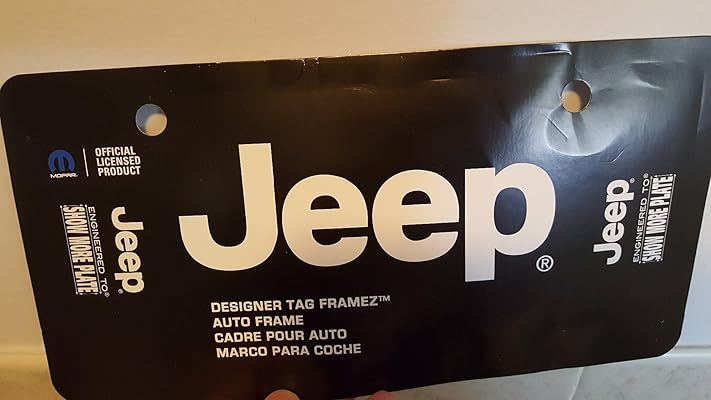 MOPAR
OFFICIAL
LICENSED
PRODUCT
Jeep®
ENGINEERED TO®
SHOW MORE PLATE
Jeep®
DESIGNER TAG FRAMEZ™
AUTO FRAME
CADRE POUR AUTO
MARCO PARA COCHE
Jeep®
ENGINEERED TO®
SHOW MORE PLATE